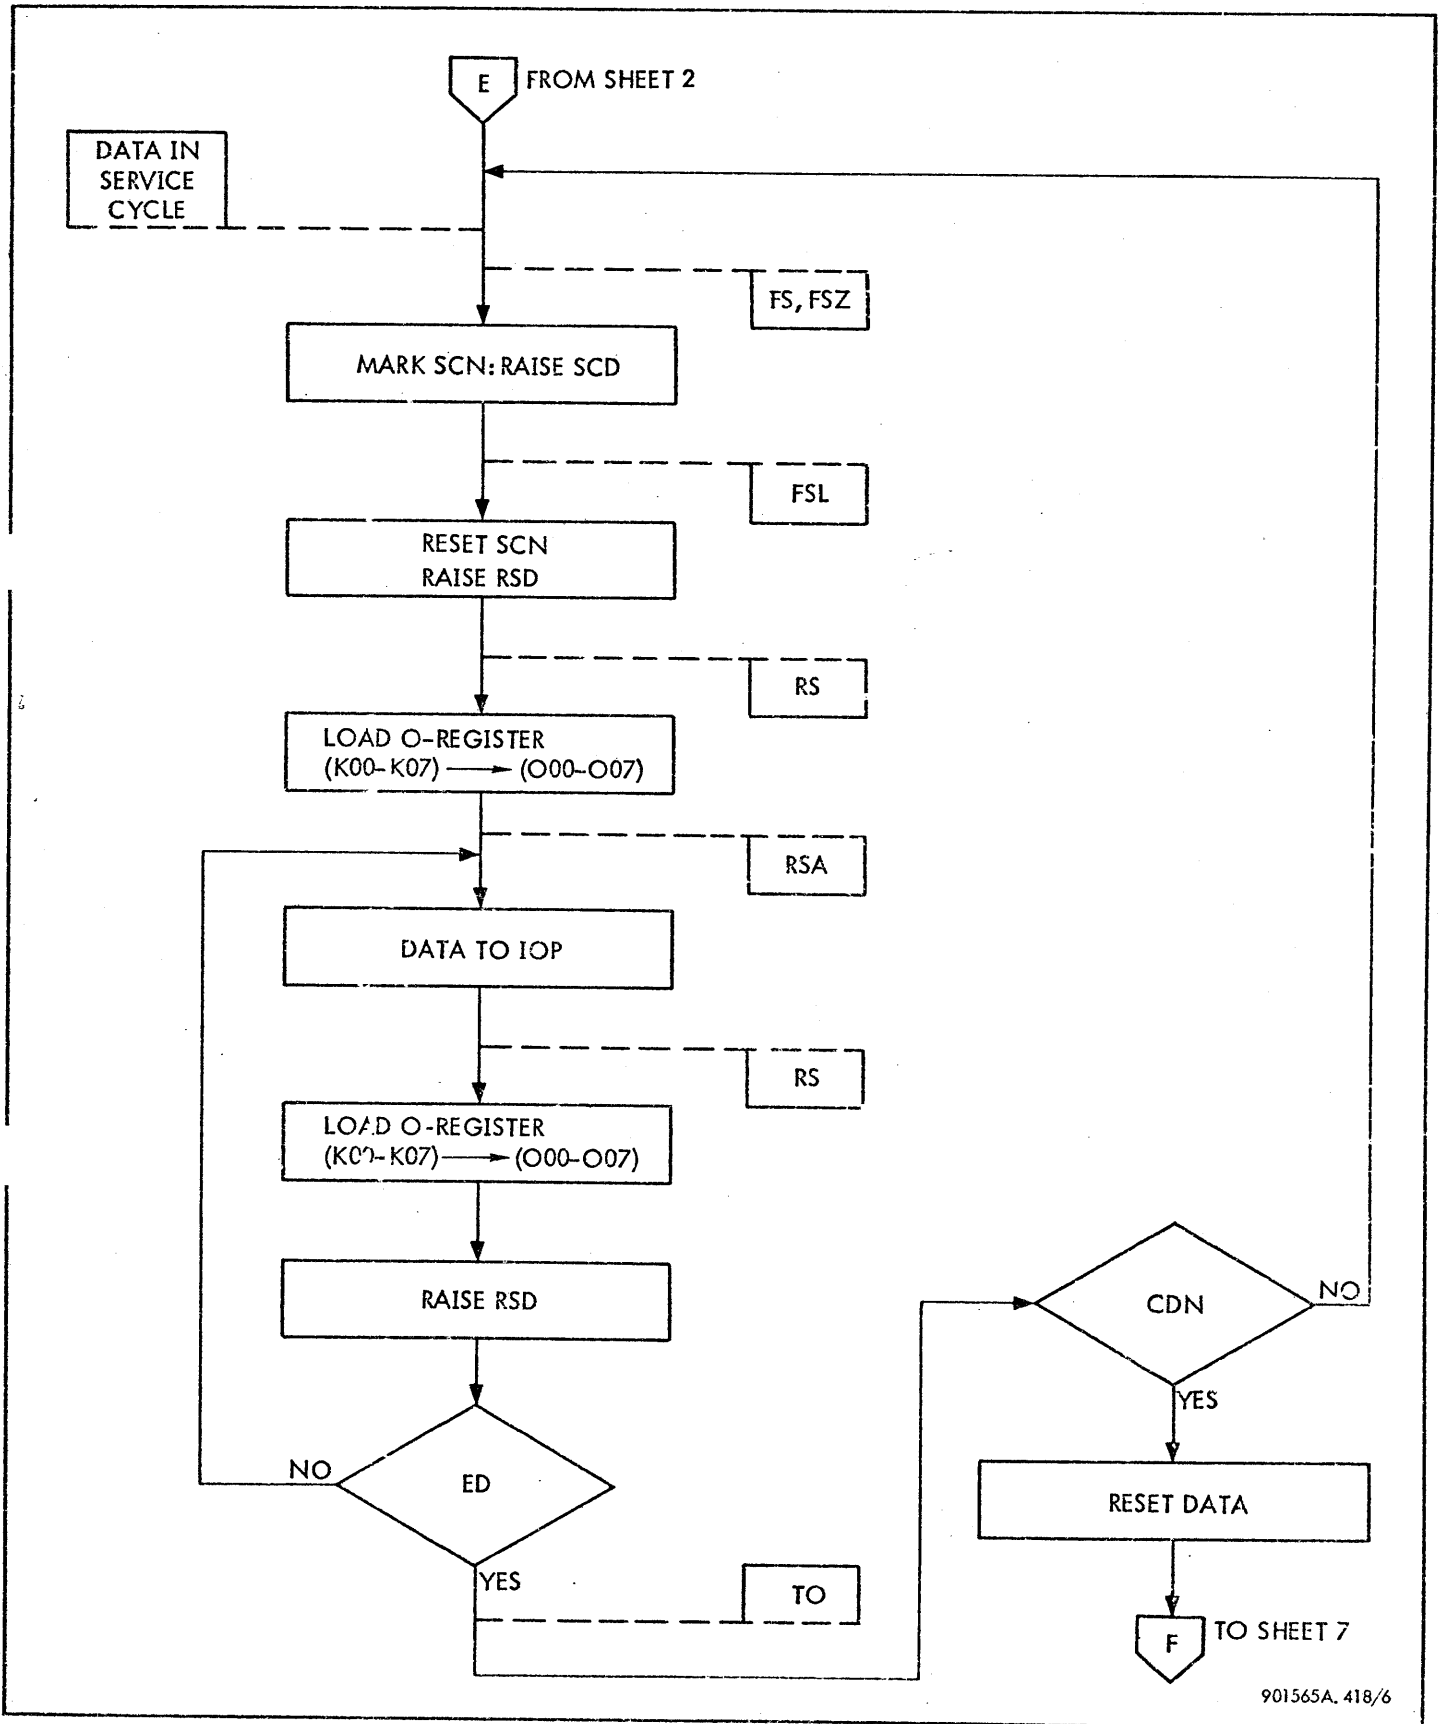 E
FROM SHEET 2
DATA IN
SERVICE
CYCLE
FS, FSZ
MARK SCN: RAISE SCD
FSL
RESET SCN
RAISE RSD
RS
LOAD O-REGISTER
(K00-K07) → (O00-O07)
RSA
DATA TO IOP
RS
LOAD O-REGISTER
(K00-K07) → (O00-O07)
RAISE RSD
CDN
NO
YES
ED
NO
YES
RESET DATA
TO
F
TO SHEET 7
901565A. 418/6